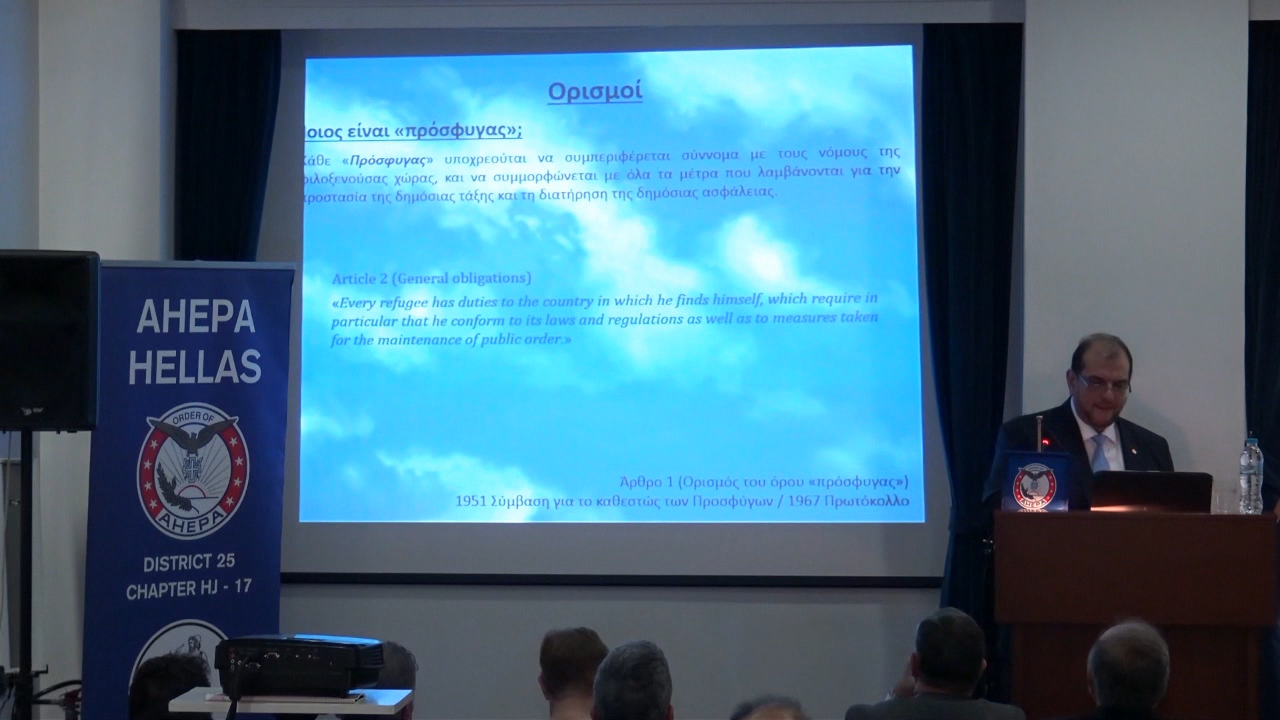 Ορισμοί
οιος είναι «πρόσφυγας»;
άθε «Πρόσφυγας» υποχρεούται να συμπεριφέρεται σύννομα με τους νόμους της
ιλοξενούσας χώρας, και να συμμορφώνεται με όλα τα μέτρα που λαμβάνονται για την
ροστασία της δημόσιας τάξης και τη διατήρηση της δημόσιας ασφάλειας.
Article 2 (General obligations)
«Every refugee has duties to the country in which he finds himself, which require in
particular that he conform to its laws and regulations as well as to measures taken
for the maintenance of public order.»
Άρθρο 1 (Ορισμός του όρου «πρόσφυγας»)
1951 Σύμβαση για το καθεστώς των Προσφύγων / 1967 Πρωτόκολλο
AHEPA
HELLAS
ORDER OF
AHEPA
DISTRICT 25
CHAPTER HJ - 17